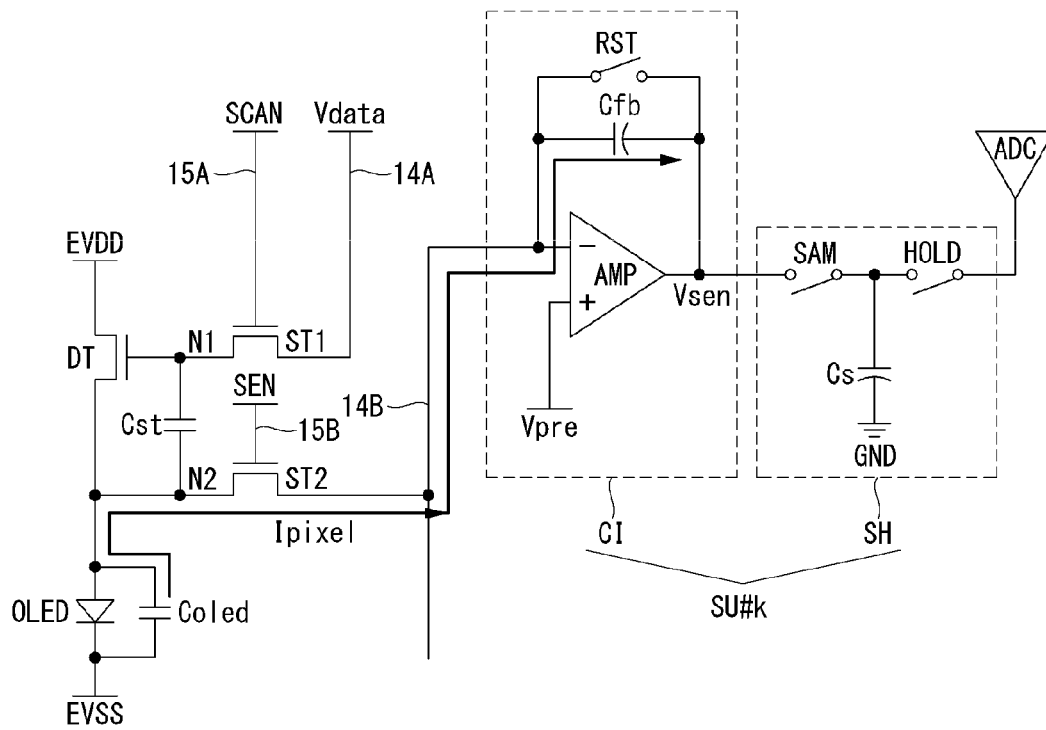 RST
Cfb
SCAN
Vdata
15A
14A
ADC
EVDD
SAM
HOLD
−
AMP
+
Vsen
N1
ST1
DT
SEN
Cs
Cst
14B
15B
Vpre
GND
N2
ST2
Ipixel
CI
SH
OLED
Coled
SU#k
EVSS